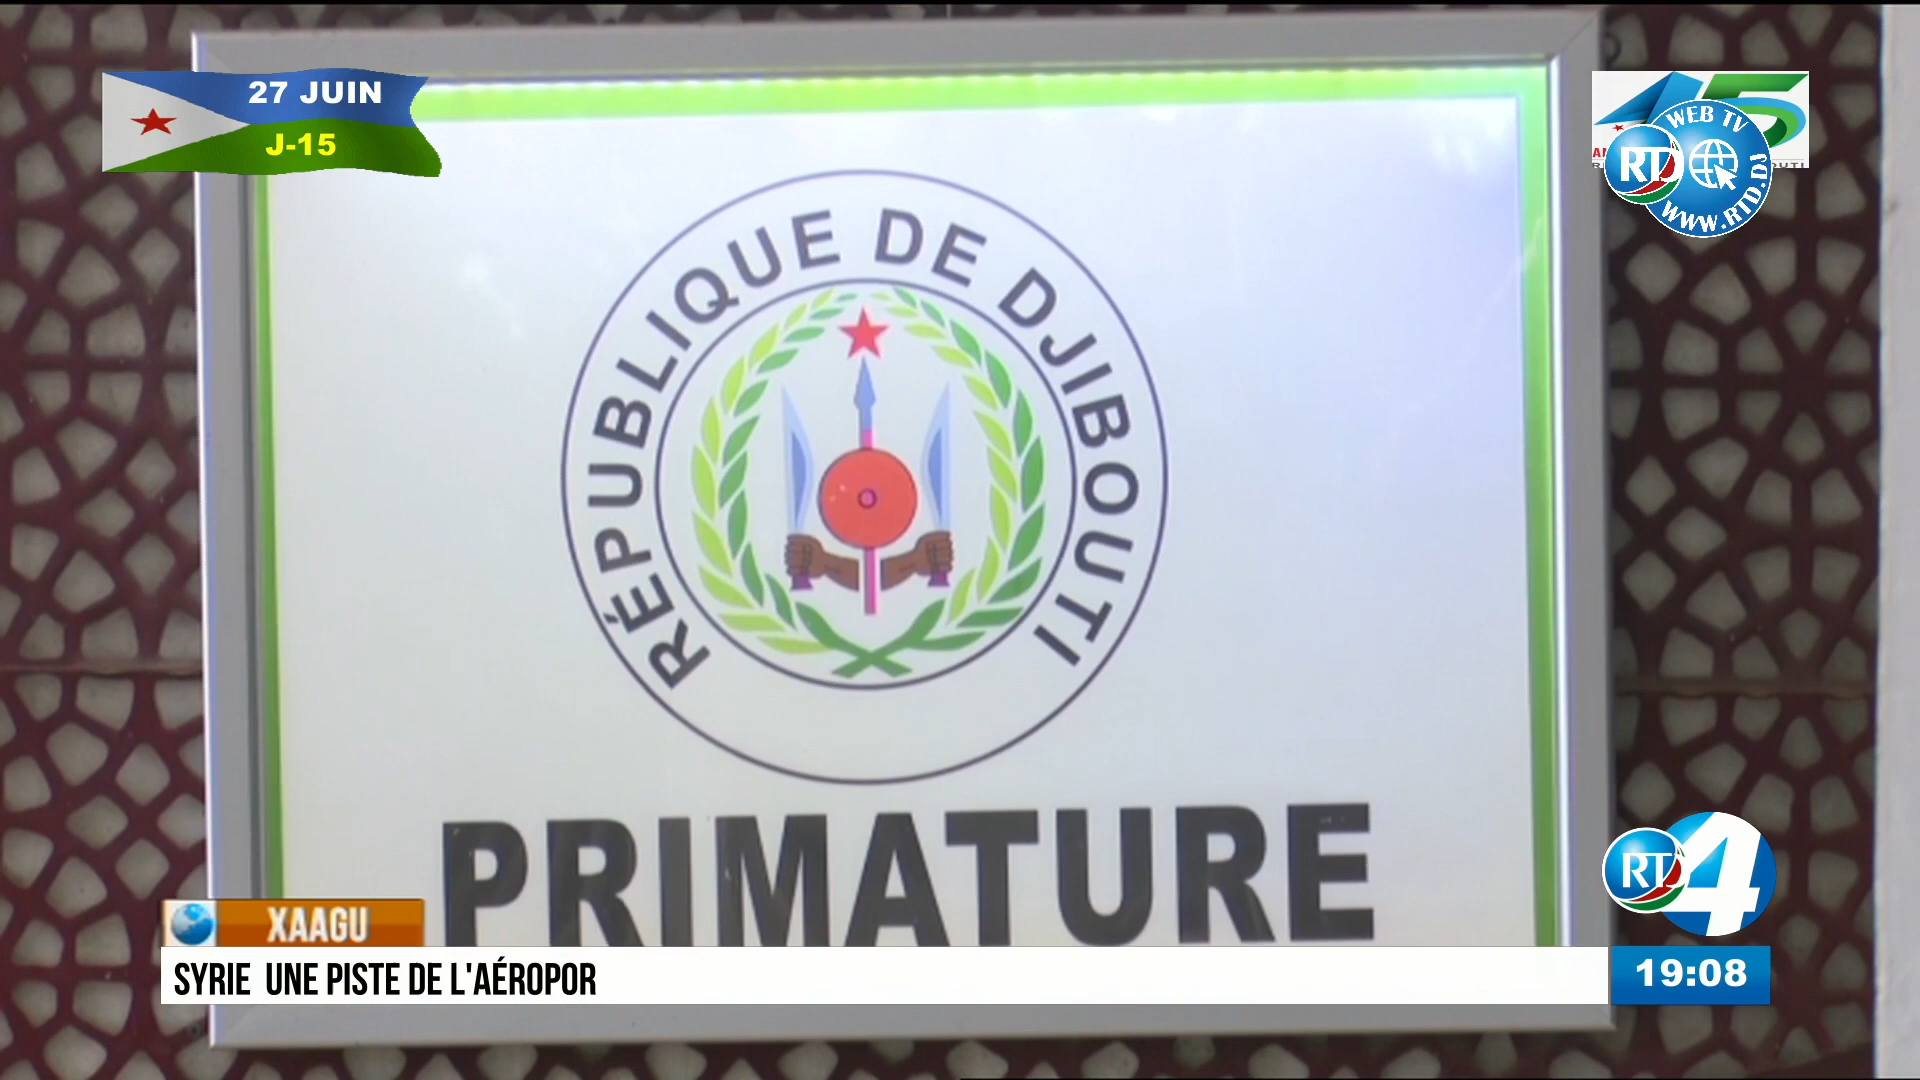 27 JUIN
J-15
45
WEB TV
RTD
WWW.RTD.DJ
RÉPUBLIQUE DE DJIBOUTI
PRIMATURE
RTD 4
XAAGU
SYRIE UNE PISTE DE L'AÉROPOR
19:08